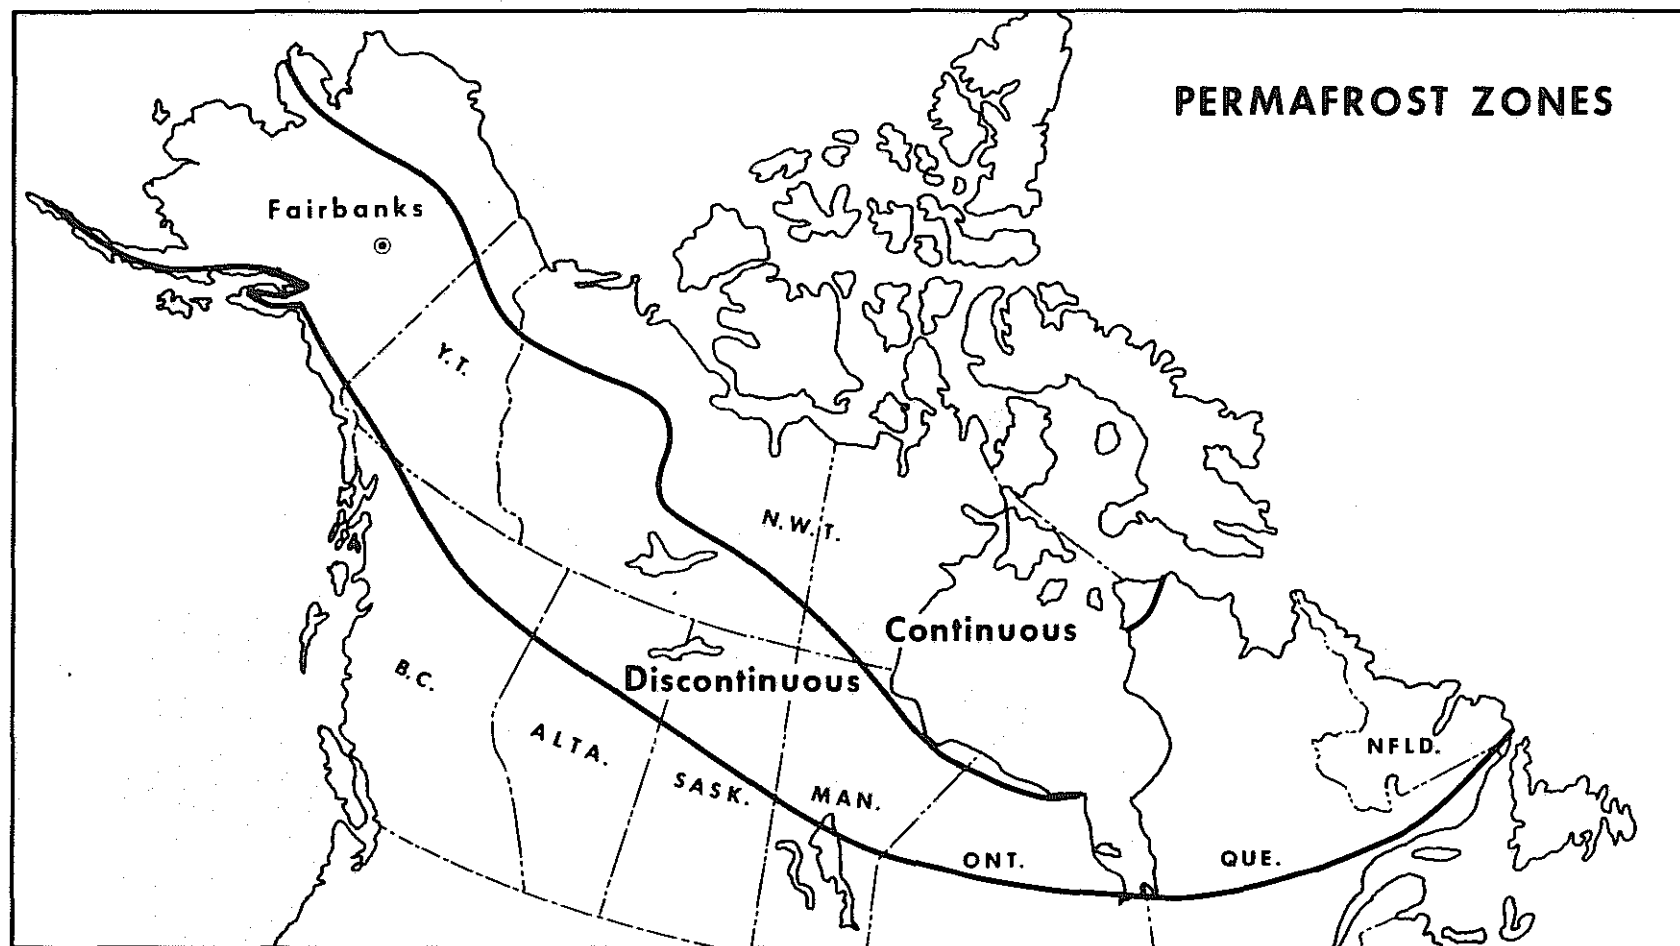 PERMAFROST ZONES
Fairbanks
Y.T.
N.W.T.
Continuous
Discontinuous
B.C.
ALTA.
NFLD.
SASK.
MAN.
ONT.
QUE.